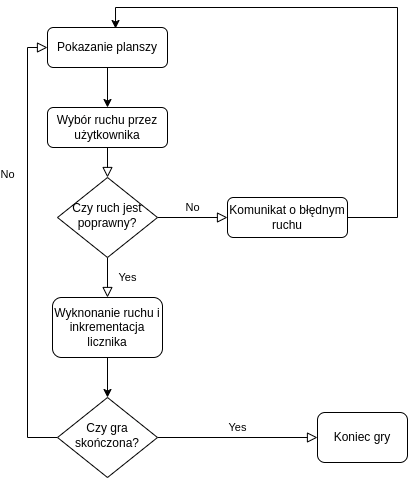 Pokazanie planszy
Wybór ruchu przez
użytkownika
No
Czy ruch jest
poprawny?
No
Komunikat o błędnym
ruchu
Yes
Wyknonanie ruchu i
inkrementacja
licznika
Czy gra
skończona?
Yes
Koniec gry